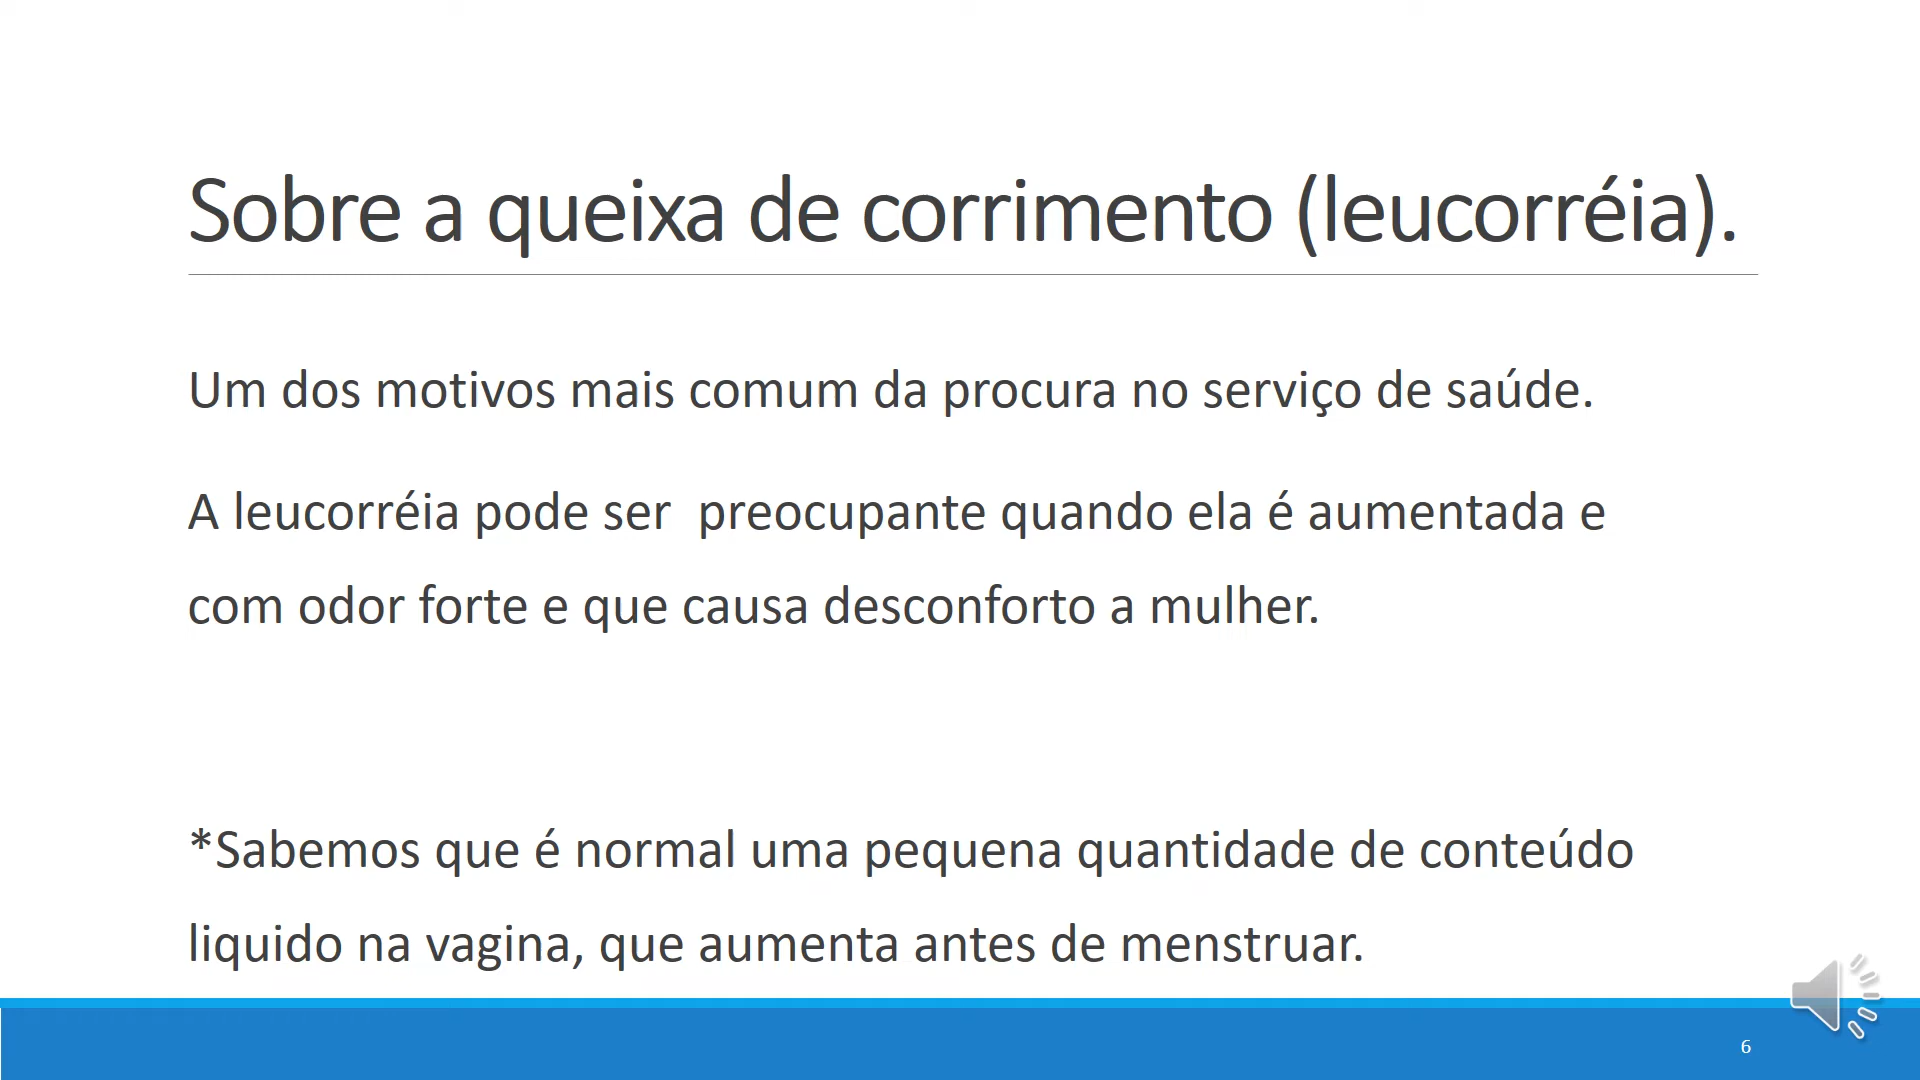 Sobre a queixa de corrimento (leucorréia).
Um dos motivos mais comum da procura no serviço de saúde.
A leucorréia pode ser  preocupante quando ela é aumentada e
com odor forte e que causa desconforto a mulher.
*Sabemos que é normal uma pequena quantidade de conteúdo
liquido na vagina, que aumenta antes de menstruar.
6